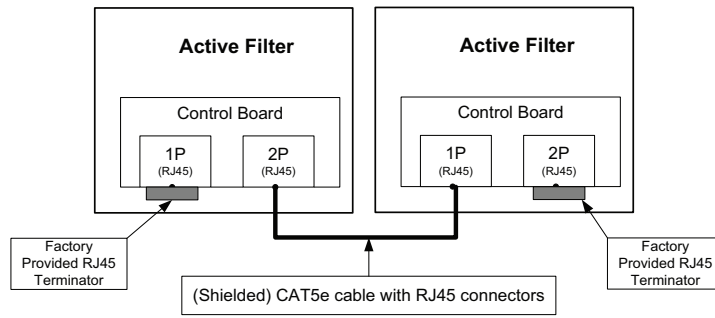 Active Filter
Control Board
1P
(RJ45)
2P
(RJ45)
Active Filter
Control Board
1P
(RJ45)
2P
(RJ45)
Factory
Provided RJ45
Terminator
Factory
Provided RJ45
Terminator
(Shielded) CAT5e cable with RJ45 connectors